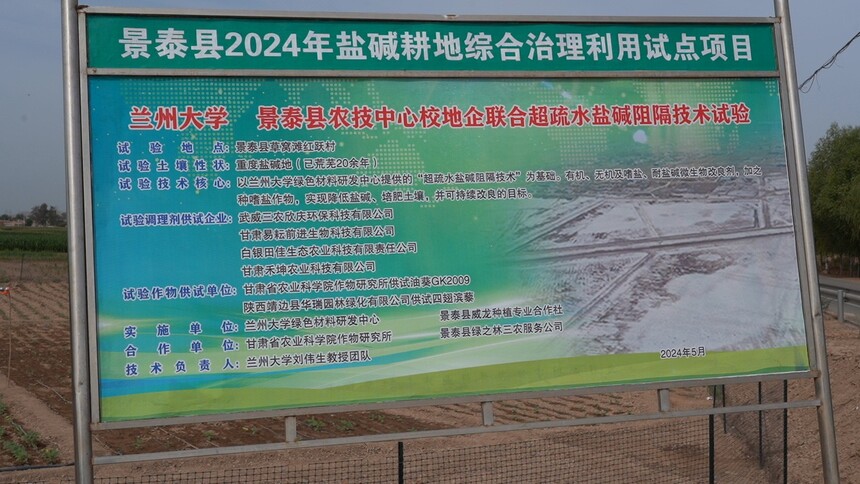 景泰县2024年盐碱耕地综合治理利用试点项目
兰州大学 景泰县农技中心校地企联合超疏水盐碱阻隔技术试验
试验地点：景泰县草窝滩红跃村
试验土壤性状：重度盐碱地（已荒芜20余年）
试验技术核心：以兰州大学绿色材料研发中心提供的“超疏水盐碱阻隔技术”为基础。有机、无机及嗜盐、耐盐碱微生物改良剂，加之
种嗜盐作物，实现降低盐碱、培肥土壤，并可持续改良的目标。
试验调理剂供试企业：武威二农欣庆环保科技有限公司
甘肃易耘前进生物科技有限公司
白银田佳生态农业科技有限责任公司
甘肃禾坤农业科技有限公司
试验作物供试单位：甘肃省农业科学院作物研究所供试油葵GK2009
陕西靖边县华瑞园林绿化有限公司供试四翅滨藜
实施单位：兰州大学绿色材料研发中心 景泰县威龙种植专业合作社
合作单位：甘肃省农业科学院作物研究所 景泰县绿之林三农服务公司
技术负责人：兰州大学刘伟生教授团队
2024年5月